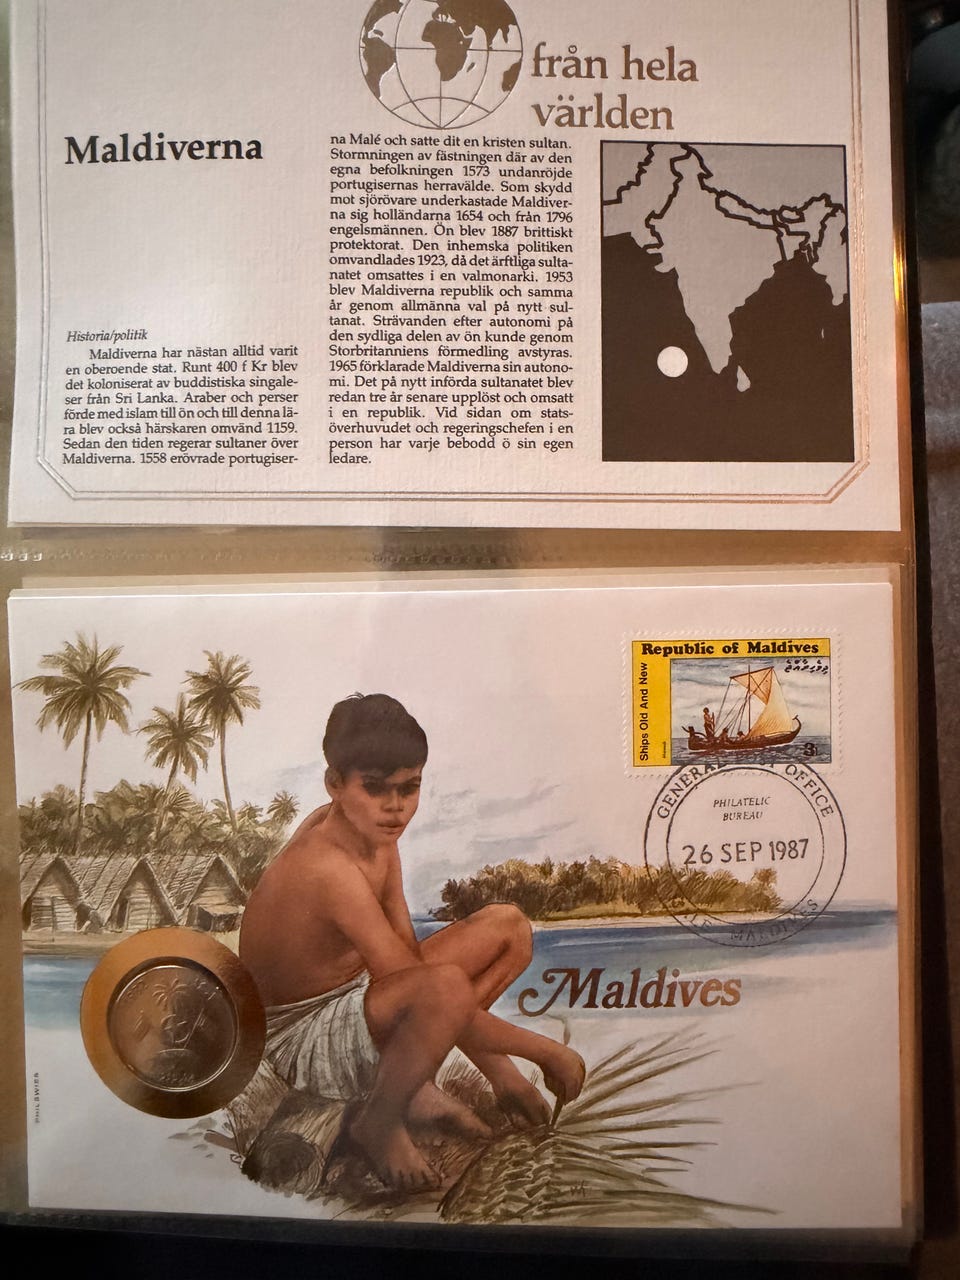 från hela
världen
Maldiverna
Historia/politik
Maldiverna har nästan alltid varit
en oberoende stat. Runt 400 f Kr blev
det koloniserat av buddistiska singale-
ser från Sri Lanka. Araber och perser
förde med islam till ön och till denna lä-
ra blev också härskaren omvänd 1159.
Sedan den tiden regerar sultaner över
Maldiverna. 1558 erövrade portugiser-
na Malé och satte dit en kristen sultan.
Stormningen av fästningen där av den
egna befolkningen 1573 undanröjde
portugisernas herravälde. Som skydd
mot sjörövare underkastade Maldiver-
na sig holländarna 1654 och från 1796
engelsmännen. Ön blev 1887 brittiskt
protektorat. Den inhemska politiken
omvandlades 1923, då det ärftliga sulta-
natet omsattes i en valmonarki. 1953
blev Maldiverna republik och samma
år genom allmänna val på nytt sul-
tanat. Strävanden efter autonomi på
den sydliga delen av ön kunde genom
Storbritanniens förmedling avstyras.
1965 förklarade Maldiverna sin autono-
mi. Det på nytt införda sultanatet blev
redan tre år senare upplöst och omsatt
i en republik. Vid sidan om stats-
överhuvudet och regeringschefen i en
person har varje bebodd ö sin egen
ledare.
Republic of Maldives
Ships Old And New
GENERAL POST OFFICE
PHILATELIC
BUREAU
26 SEP 1987
MALDIVES
Maldives
PHILSWISS